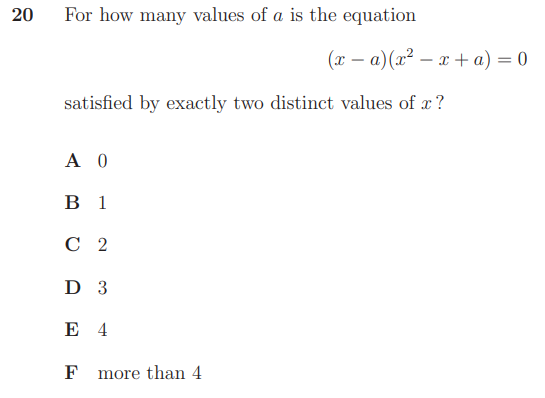 20 For how many values of a is the equation
(x − a)(x² − x + a) = 0
satisfied by exactly two distinct values of x?
A 0
B 1
C 2
D 3
E 4
F more than 4